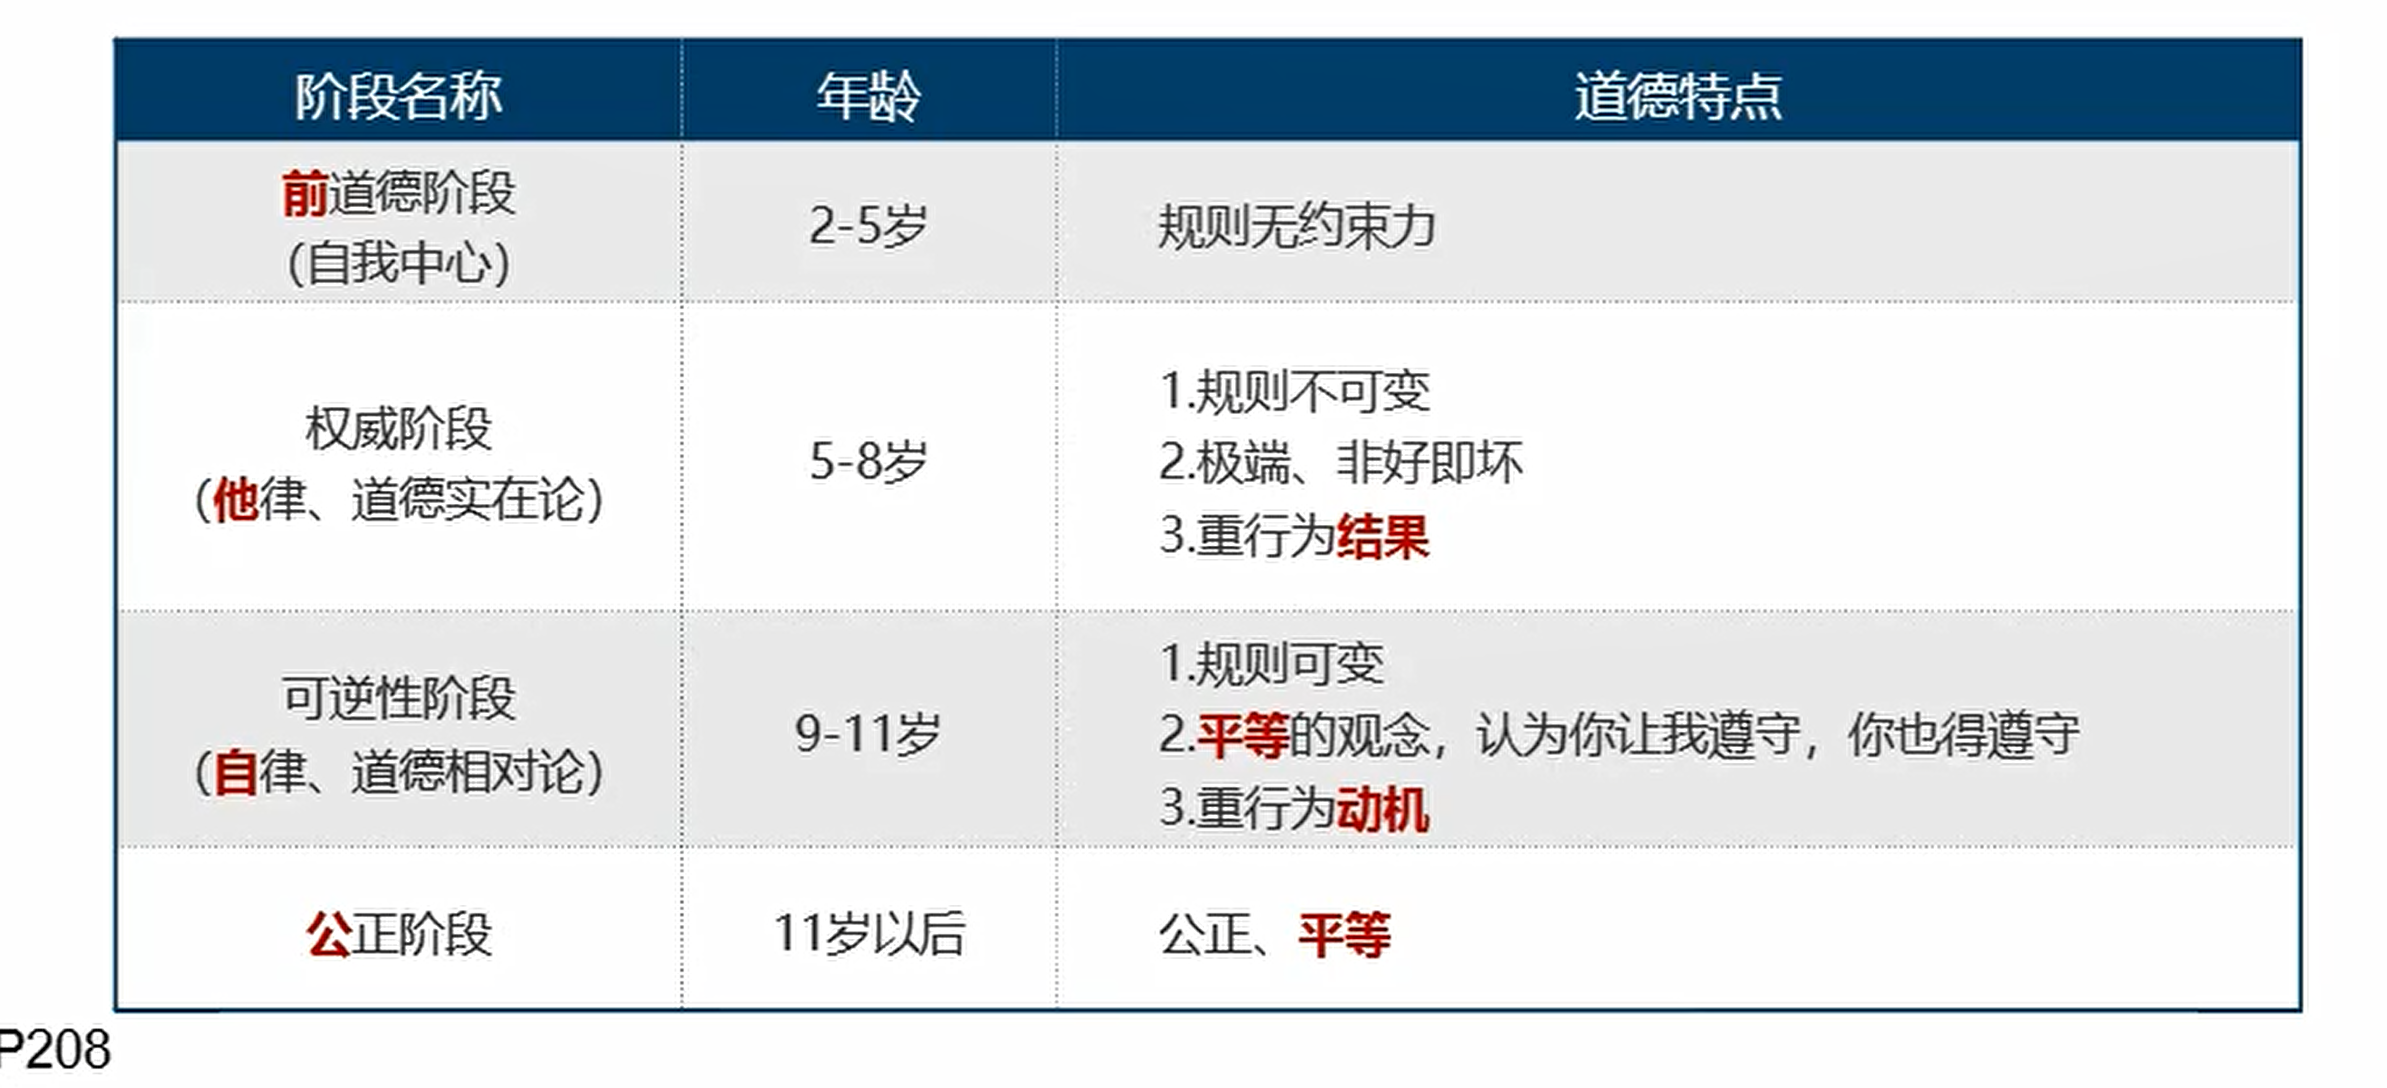 阶段名称 年龄 道德特点
前道德阶段
(自我中心)
2-5岁
规则无约束力
权威阶段
(他律、道德实在论)
5-8岁
1.规则不可变
2.极端、非好即坏
3.重行为结果
可逆性阶段
(自律、道德相对论)
9-11岁
1.规则可变
2.平等的观念，认为你让我遵守，你也得遵守
3.重行为动机
公正阶段
11岁以后
公正、平等
P208